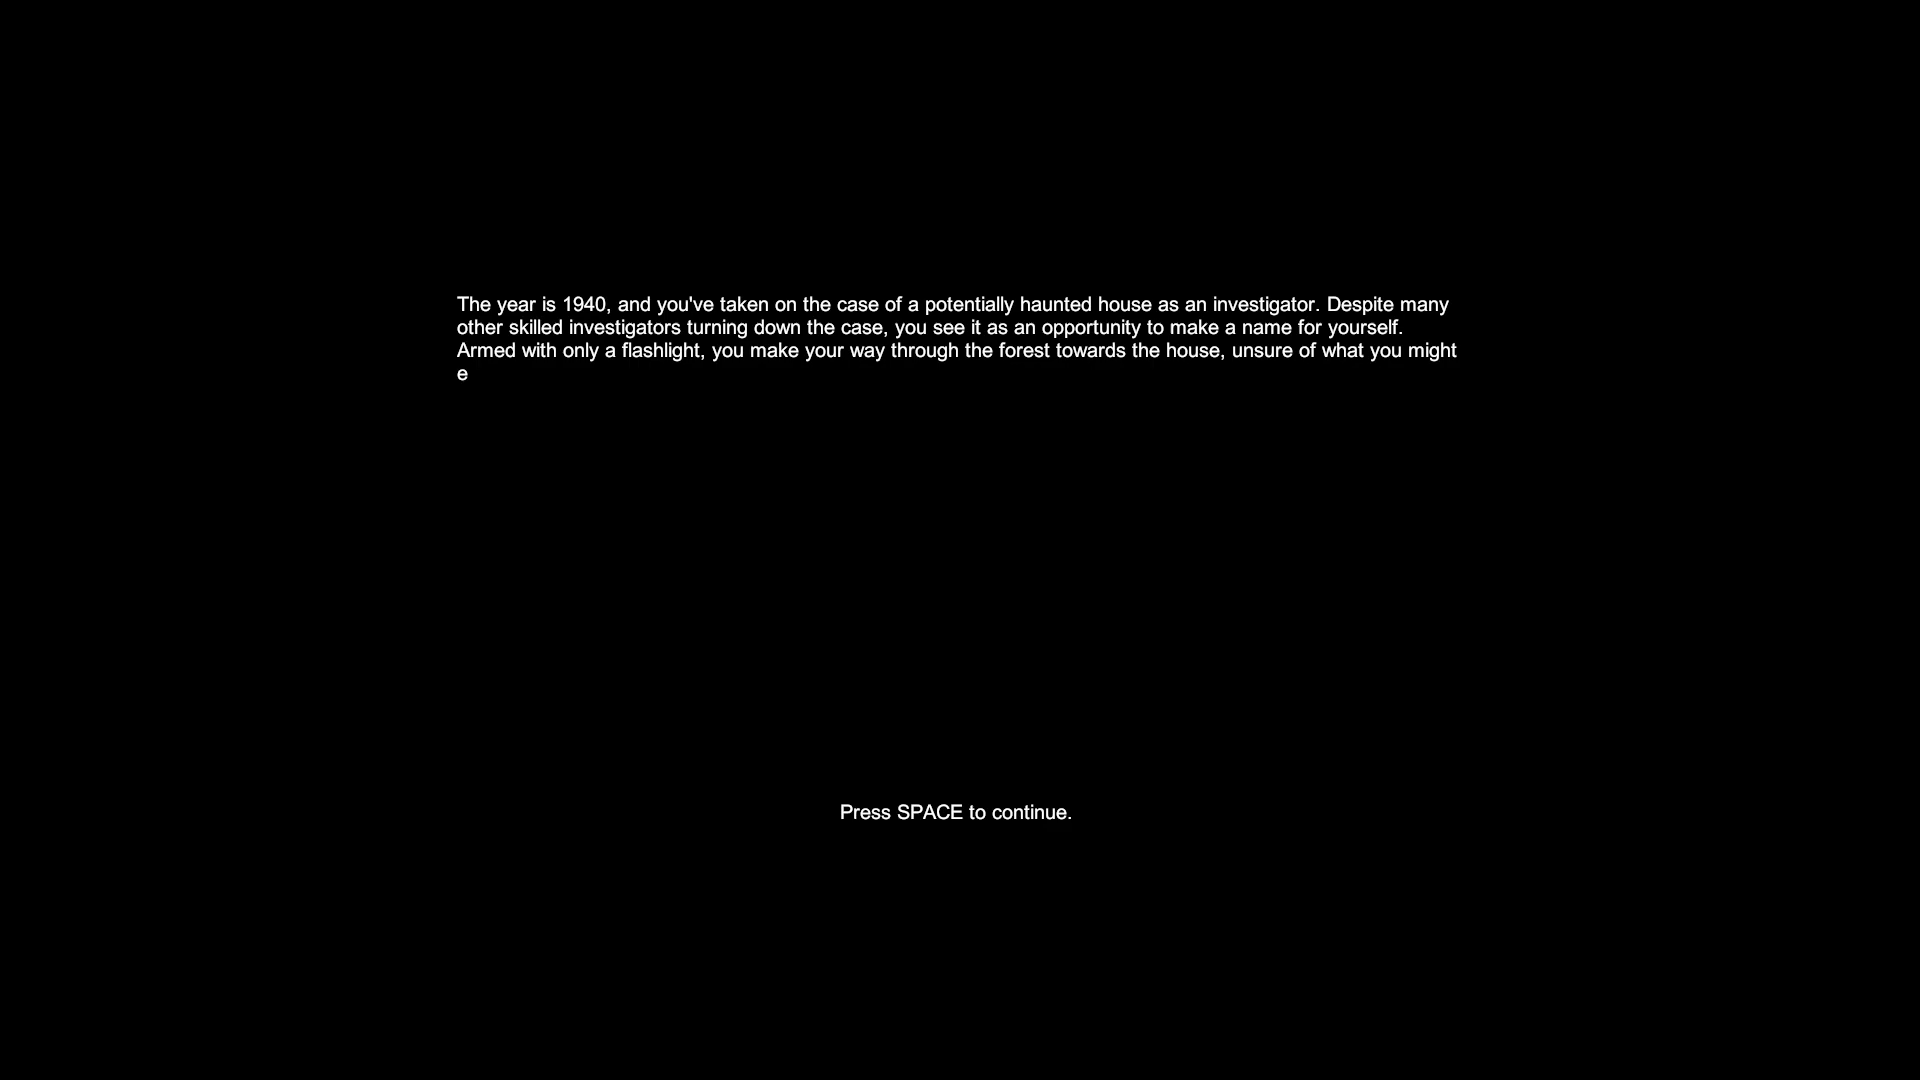 The year is 1940, and you've taken on the case of a potentially haunted house as an investigator. Despite many
other skilled investigators turning down the case, you see it as an opportunity to make a name for yourself.
Armed with only a flashlight, you make your way through the forest towards the house, unsure of what you might
e
Press SPACE to continue.